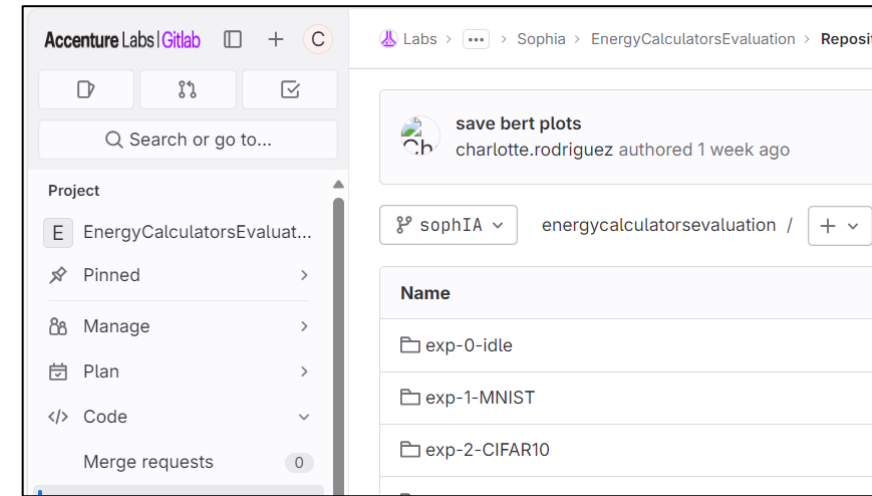 Accenture Labs | Gitlab
C
Search or go to...
Project
E EnergyCalculatorsEvaluat...
Pinned
Manage
Plan
Code
Merge requests 0
Labs > ... > Sophia > EnergyCalculatorsEvaluation > Reposit
Ch
save bert plots
charlotte.rodriguez authored 1 week ago
sophIA energycalculatorsevaluation / +
Name
exp-0-idle
exp-1-MNIST
exp-2-CIFAR10